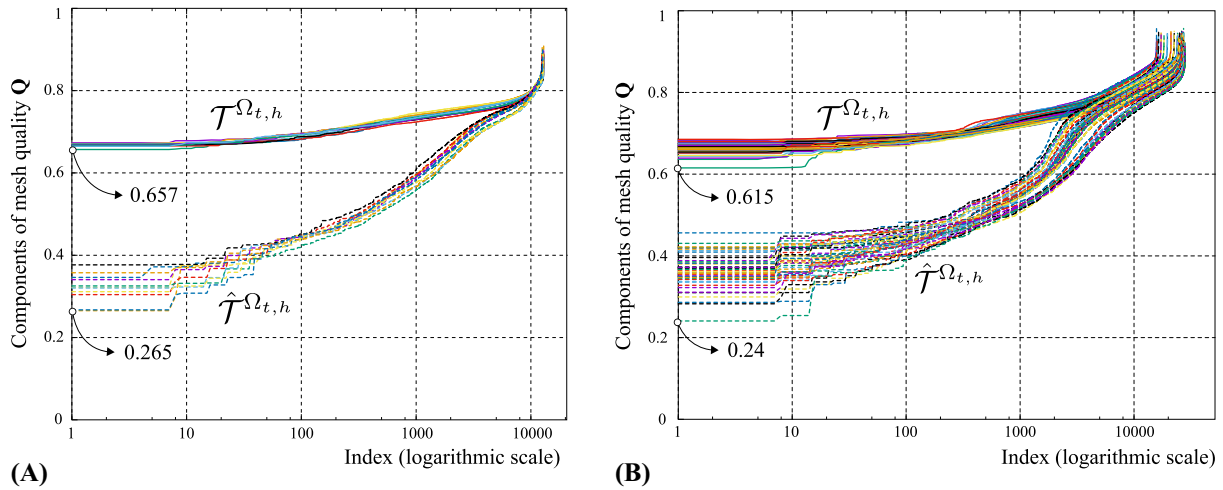 1
0.8
0.6
0.4
0.2
0
Components of mesh quality Q
𝒯^Ω_{t,h}
0.657
𝒯̂^Ω_{t,h}
0.265
1 10 100 1000 10000
Index (logarithmic scale)
(A)
1
0.8
0.6
0.4
0.2
0
Components of mesh quality Q
𝒯^Ω_{t,h}
0.615
𝒯̂^Ω_{t,h}
0.24
1 10 100 1000 10000
Index (logarithmic scale)
(B)